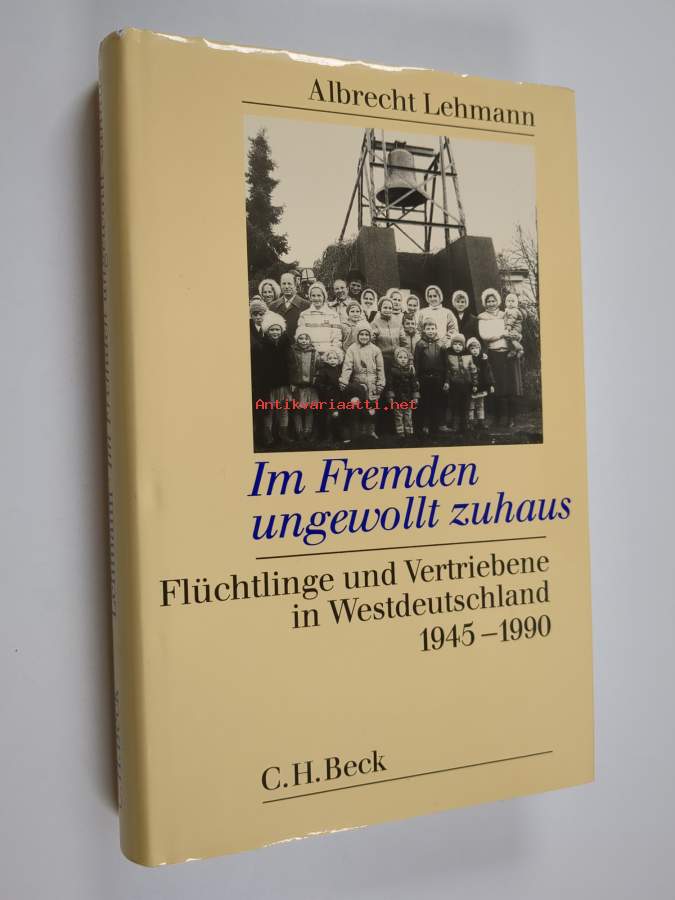 Albrecht Lehmann
Antikvariaatti.net
Im Fremden
ungewollt zuhaus
Flüchtlinge und Vertriebene
in Westdeutschland
1945–1990
C.H.Beck